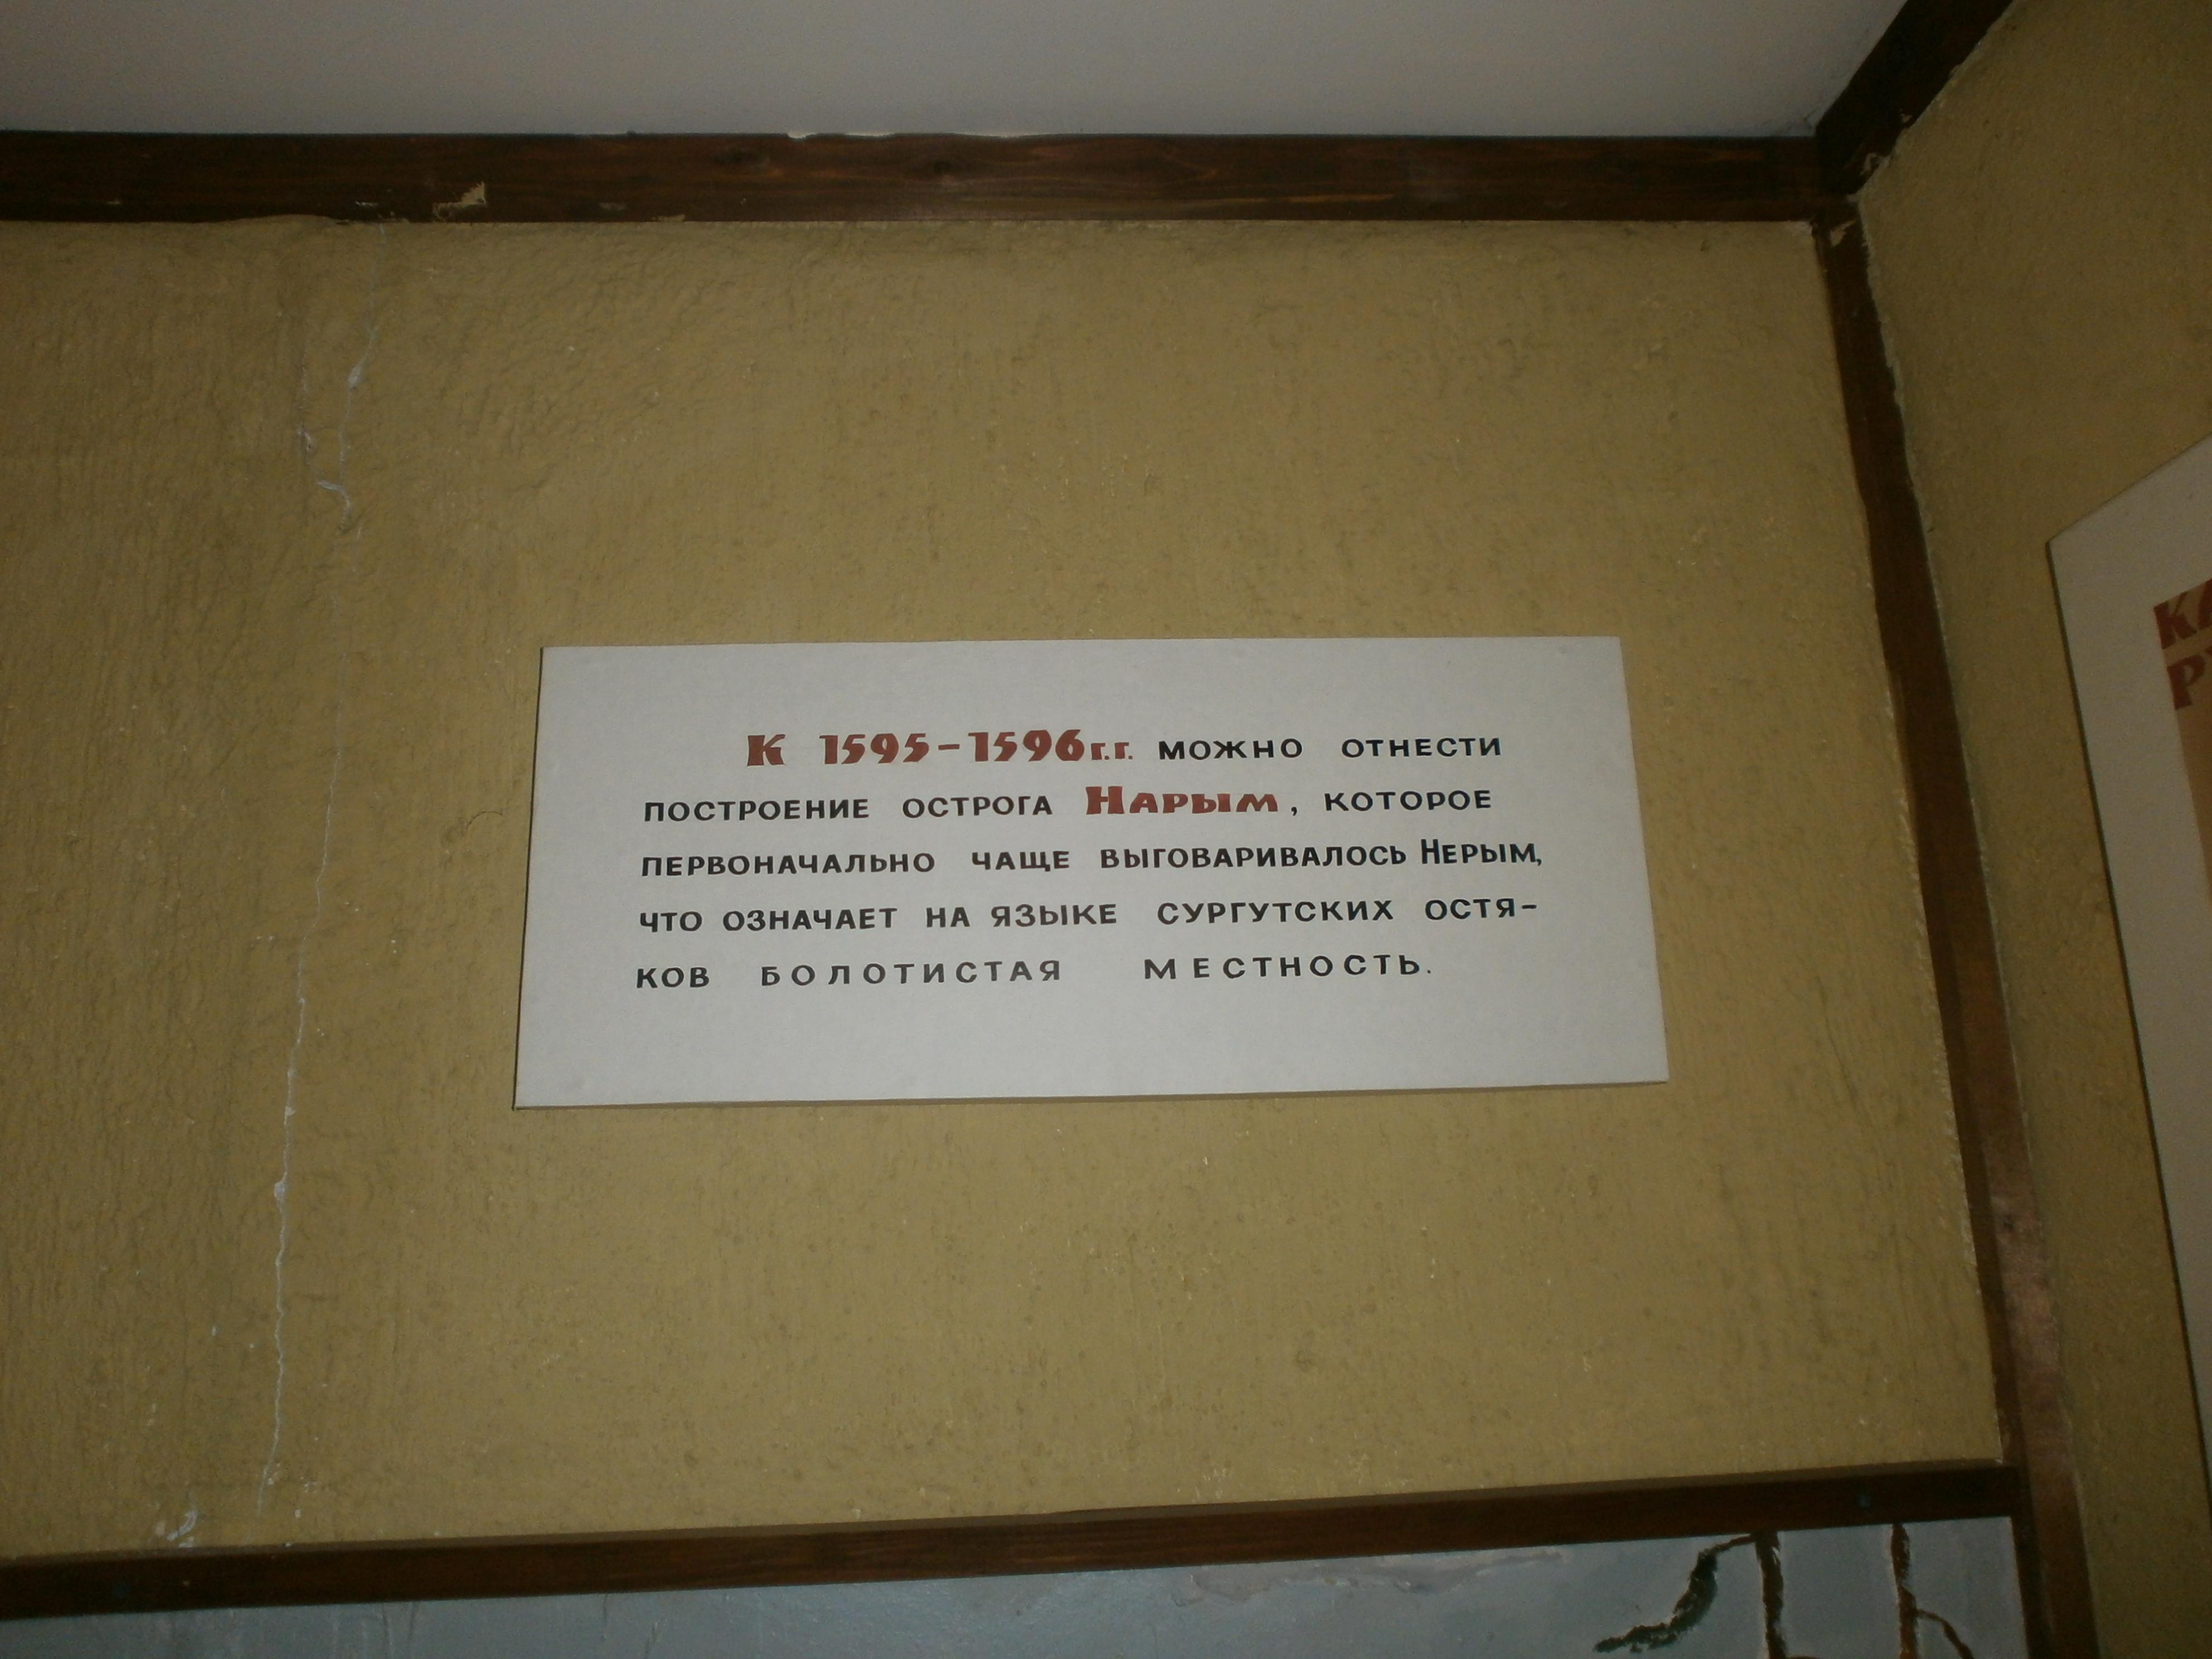 К 1595-1596г.г. МОЖНО ОТНЕСТИ
ПОСТРОЕНИЕ ОСТРОГА НАРЫМ, КОТОРОЕ
ПЕРВОНАЧАЛЬНО ЧАЩЕ ВЫГОВАРИВАЛОСЬ НЕРЫМ,
ЧТО ОЗНАЧАЕТ НА ЯЗЫКЕ СУРГУТСКИХ ОСТЯ-
КОВ БОЛОТИСТАЯ МЕСТНОСТЬ.